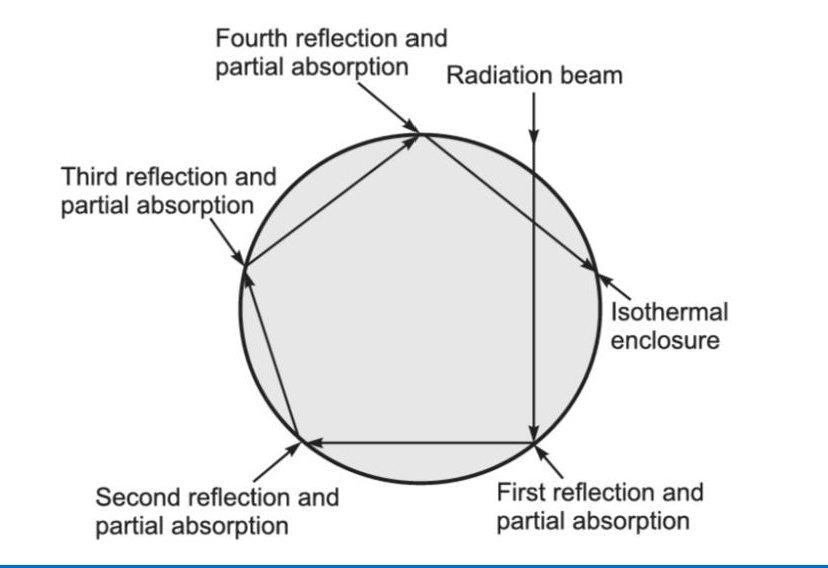 Fourth reflection and
partial absorption
Radiation beam
Third reflection and
partial absorption
Isothermal
enclosure
Second reflection and
partial absorption
First reflection and
partial absorption